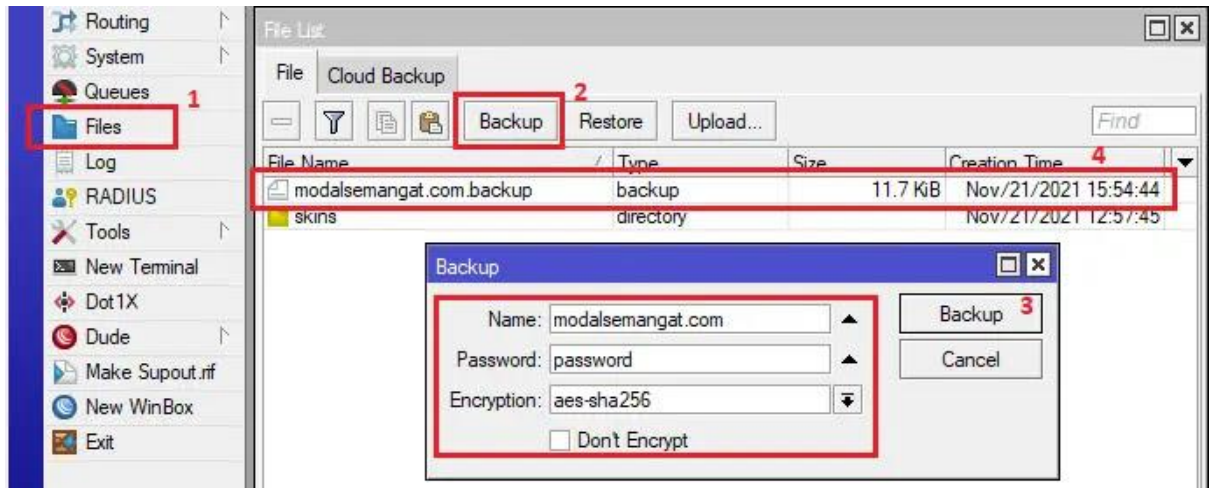 Routing
System
Queues
1
Files
Log
RADIUS
Tools
New Terminal
Dot1X
Dude
Make Supout.rif
New WinBox
Exit
File List
File Cloud Backup
2
Backup Restore Upload... Find
File Name Type Size Creation Time 4
modalsemangat.com.backup backup 11.7 KiB Nov/21/2021 15:54:44
skins directory Nov/21/2021 12:57:45
Backup
Name: modalsemangat.com
Password: password
Encryption: aes-sha256
Don't Encrypt
Backup 3
Cancel